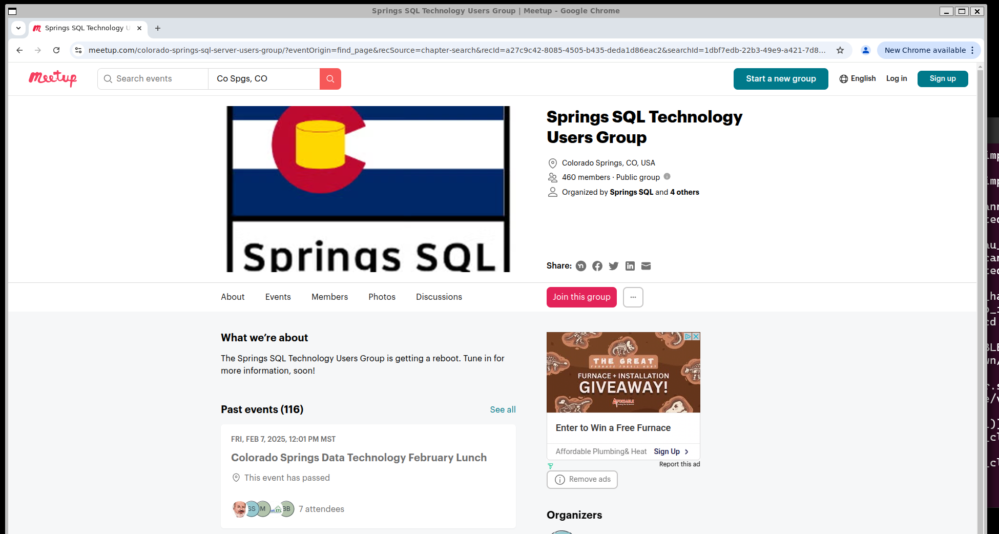 Springs SQL Technology Users Group | Meetup - Google Chrome
Springs SQL Technology U
meetup.com/colorado-springs-sql-server-users-group/?eventOrigin=find_page&recSource=chapter-search&recId=a27c9c42-8085-4505-b435-deda1d86eac2&searchId=1dbf7edb-22b3-49e9-a421-7d8...
New Chrome available
meetup
Search events
Co Spgs, CO
Start a new group
English
Log in
Sign up
Springs SQL
Springs SQL Technology
Users Group
Colorado Springs, CO, USA
460 members · Public group
Organized by Springs SQL and 4 others
Share:
About
Events
Members
Photos
Discussions
Join this group
What we’re about
The Springs SQL Technology Users Group is getting a reboot. Tune in for
more information, soon!
Past events (116)
See all
FRI, FEB 7, 2025, 12:01 PM MST
Colorado Springs Data Technology February Lunch
This event has passed
SS
M
BB
7 attendees
THE GREAT
FURNACE FOSSIL HUNT
FURNACE + INSTALLATION
GIVEAWAY!
AFFORDABLE
Enter to Win a Free Furnace
Affordable Plumbing& Heat
Sign Up
Report this ad
Remove ads
Organizers